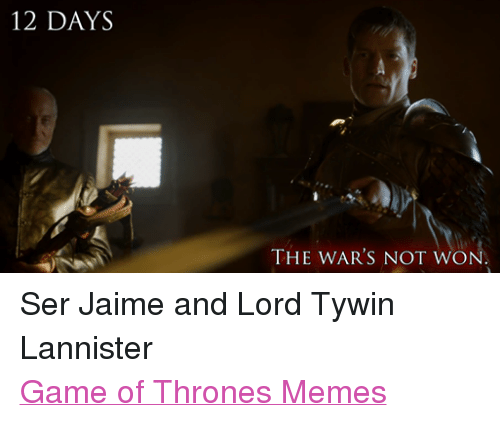 12 DAYS
THE WAR'S NOT WON.
Ser Jaime and Lord Tywin
Lannister
Game of Thrones Memes